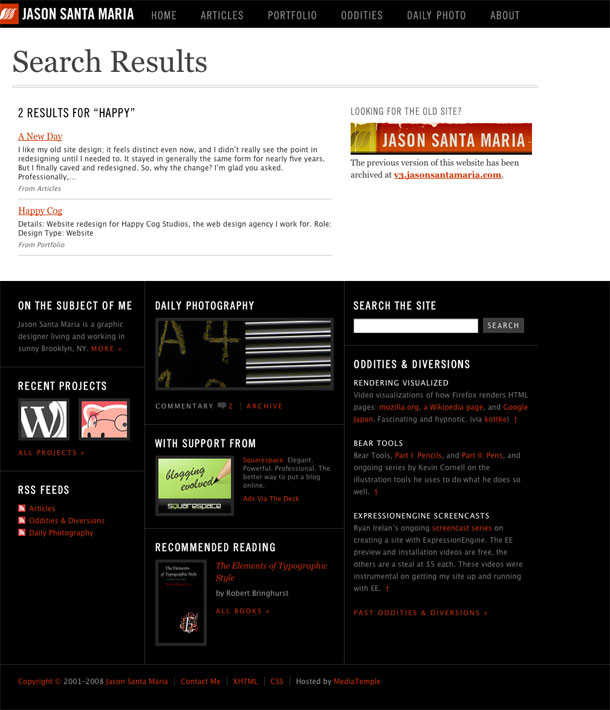 JASON SANTA MARIA
HOME ARTICLES PORTFOLIO ODDITIES DAILY PHOTO ABOUT
Search Results
2 RESULTS FOR “HAPPY”
A New Day
I like my old site design; it feels distinct even now, and I didn’t really see the point in
redesigning until I needed to. It stayed in generally the same form for nearly five years.
But I finally caved and redesigned. So, why the change? I’m glad you asked.
Professionally,…
From Articles
Happy Cog
Details: Website redesign for Happy Cog Studios, the web design agency I work for. Role:
Design Type: Website
From Portfolio
LOOKING FOR THE OLD SITE?
JASON SANTA MARIA
The previous version of this website has been
archived at v3.jasonsantamaria.com.
ON THE SUBJECT OF ME
Jason Santa Maria is a graphic
designer living and working in
sunny Brooklyn, NY. MORE »
RECENT PROJECTS
W
ALL PROJECTS »
RSS FEEDS
Articles
Oddities & Diversions
Daily Photography
DAILY PHOTOGRAPHY
A4
COMMENTARY 2 | ARCHIVE
WITH SUPPORT FROM
blogging
evolved
SQUARESPACE
Squarespace: Elegant.
Powerful. Professional. The
better way to put a blog
online.
Ads Via The Deck
RECOMMENDED READING
The Elements
of Typographic
Style
The Elements of Typographic
Style
by Robert Bringhurst
ALL BOOKS »
SEARCH THE SITE
SEARCH
ODDITIES & DIVERSIONS
RENDERING VISUALIZED
Video visualizations of how Firefox renders HTML
pages: mozilla.org, a Wikipedia page, and Google
Japan. Fascinating and hypnotic. (via kottke) †
BEAR TOOLS
Bear Tools, Part I: Pencils, and Part II: Pens, and
ongoing series by Kevin Cornell on the
illustration tools he uses to do what he does so
well. †
EXPRESSIONENGINE SCREENCASTS
Ryan Irelan’s ongoing screencast series on
creating a site with ExpressionEngine. The EE
preview and installation videos are free, the
others are a steal at $5 each. These videos were
instrumental on getting my site up and running
with EE. †
PAST ODDITIES & DIVERSIONS »
Copyright © 2001–2008 Jason Santa Maria | Contact Me | XHTML | CSS | Hosted by MediaTemple